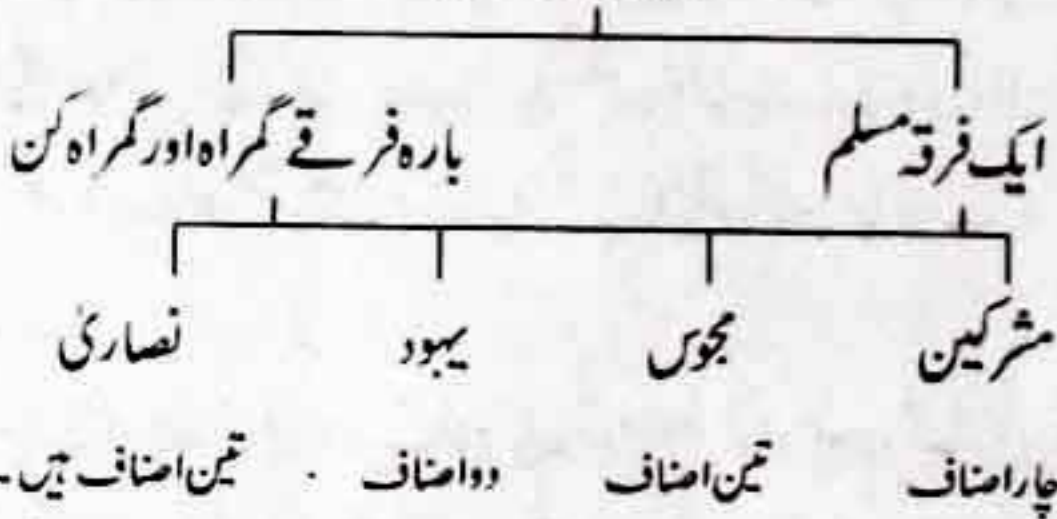 ایک فرقہ مسلم بارہ فرقے گمراہ اور گمراہ کن
مشرکین مجوس یہود نصاریٰ
چار اصناف تین اصناف دو اصناف . تین اصناف ہیں۔